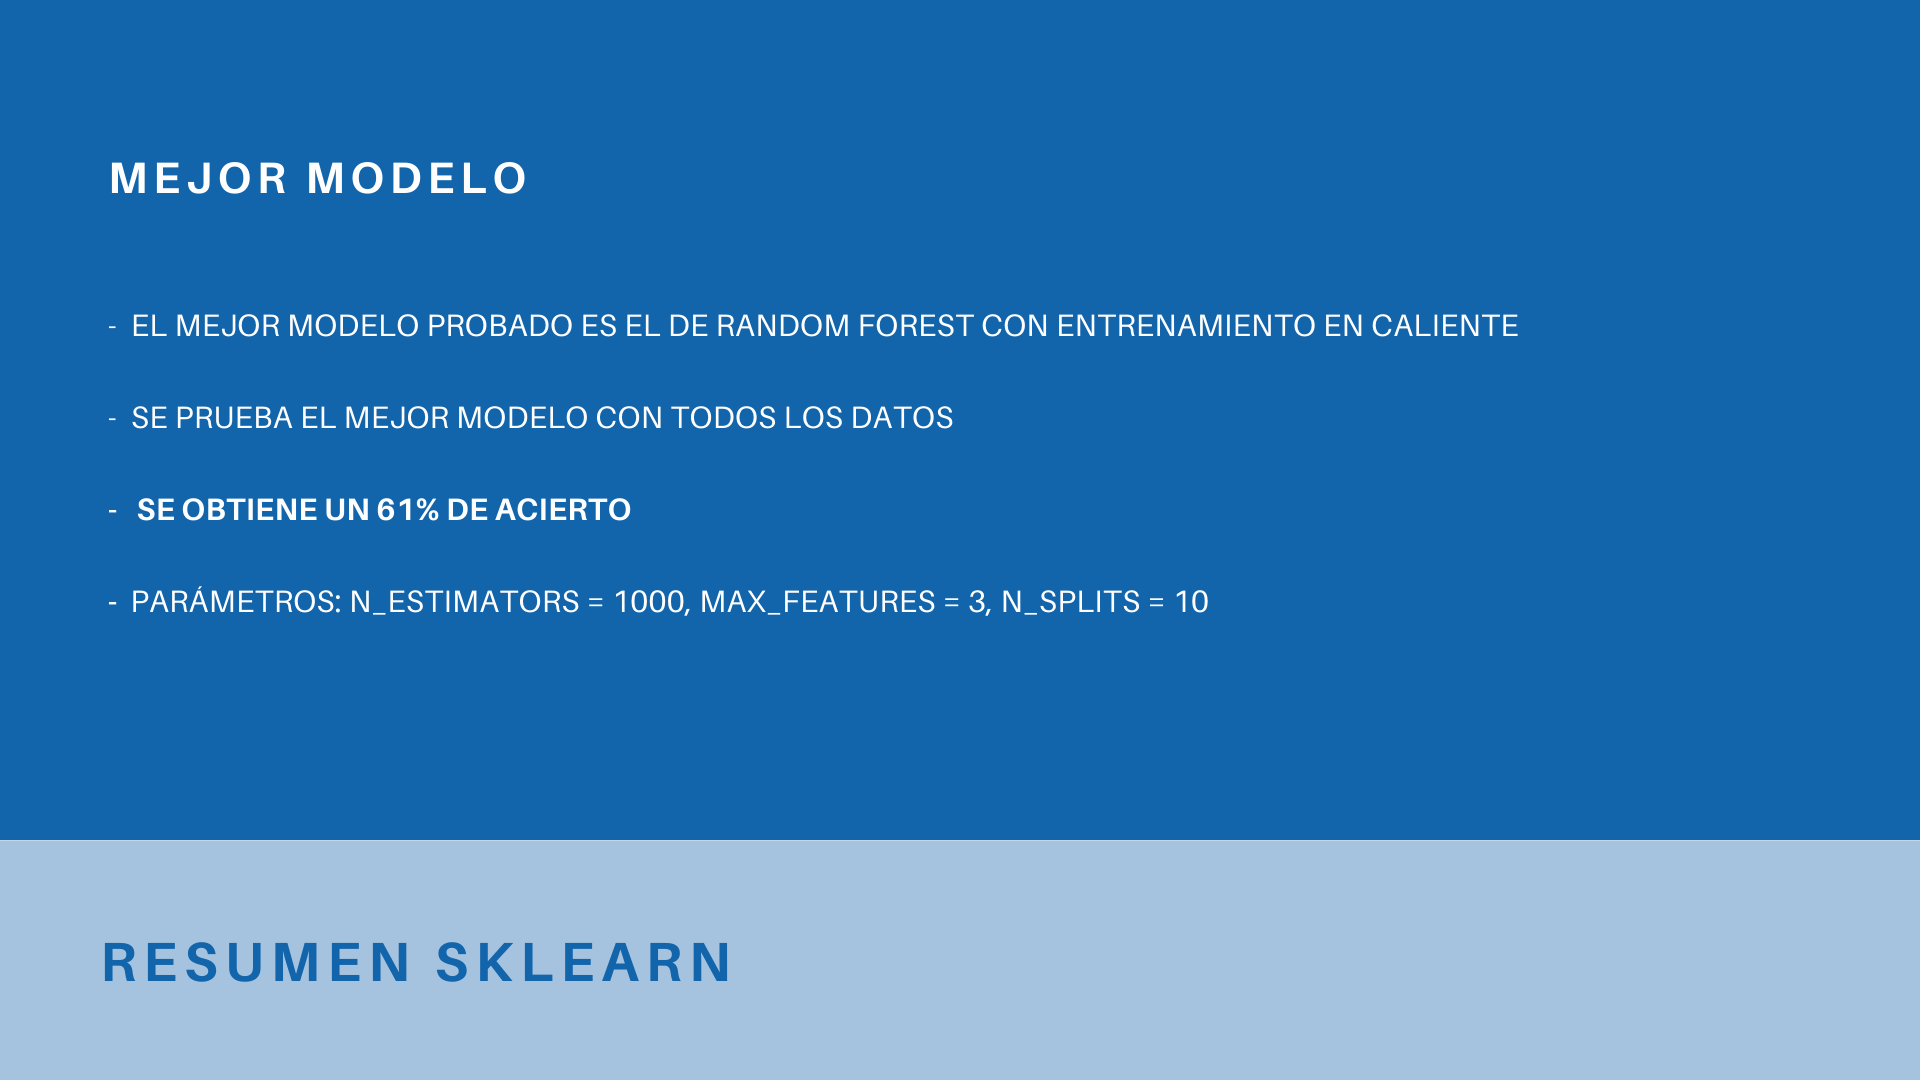 MEJOR MODELO
- EL MEJOR MODELO PROBADO ES EL DE RANDOM FOREST CON ENTRENAMIENTO EN CALIENTE
- SE PRUEBA EL MEJOR MODELO CON TODOS LOS DATOS
- SE OBTIENE UN 61% DE ACIERTO
- PARÁMETROS: N_ESTIMATORS = 1000, MAX_FEATURES = 3, N_SPLITS = 10
RESUMEN SKLEARN